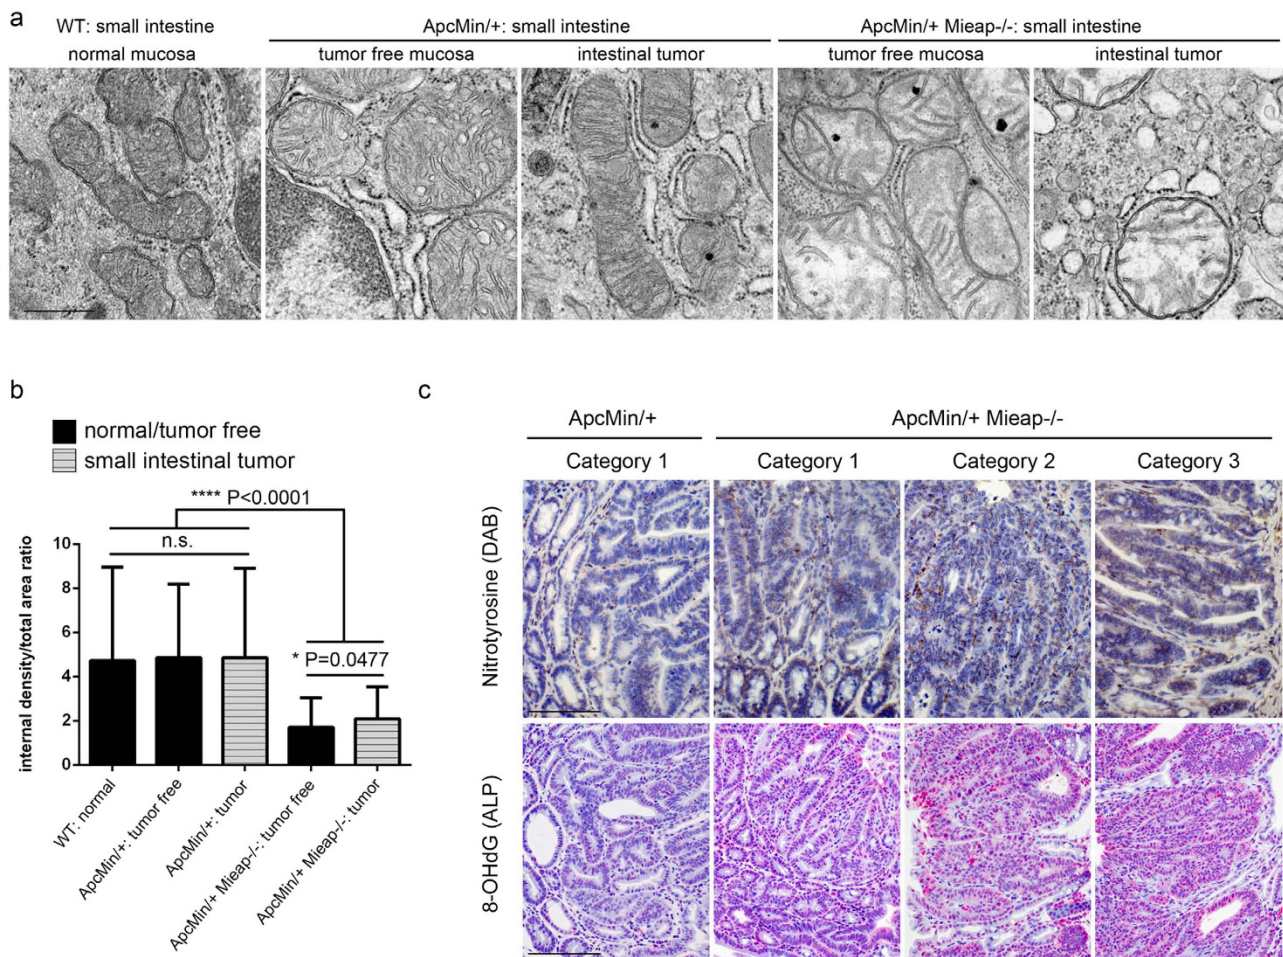 a
WT: small intestine
normal mucosa
ApcMin/+: small intestine
tumor free mucosa
intestinal tumor
ApcMin/+ Mieap-/-: small intestine
tumor free mucosa
intestinal tumor
b
normal/tumor free
small intestinal tumor
**** P<0.0001
n.s.
* P=0.0477
internal density/total area ratio
10
8
6
4
2
0
WT: normal
ApcMin/+: tumor free
ApcMin/+: tumor
ApcMin/+ Mieap-/-: tumor free
ApcMin/+ Mieap-/-: tumor
c
ApcMin/+
ApcMin/+ Mieap-/-
Category 1
Category 1
Category 2
Category 3
Nitrotyrosine (DAB)
8-OHdG (ALP)